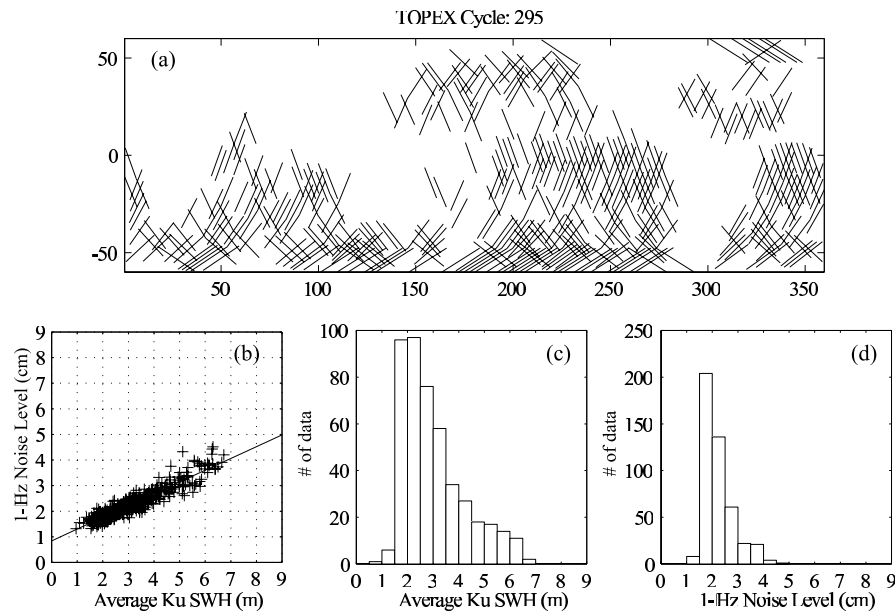 TOPEX Cycle: 295
(a)
50
0
-50
50 100 150 200 250 300 350
(b)
1-Hz Noise Level (cm)
9
8
7
6
5
4
3
2
1
0
0 1 2 3 4 5 6 7 8 9
Average Ku SWH (m)
(c)
# of data
100
80
60
40
20
0
0 1 2 3 4 5 6 7 8 9
Average Ku SWH (m)
(d)
# of data
250
200
150
100
50
0
0 1 2 3 4 5 6 7 8 9
1-Hz Noise Level (cm)